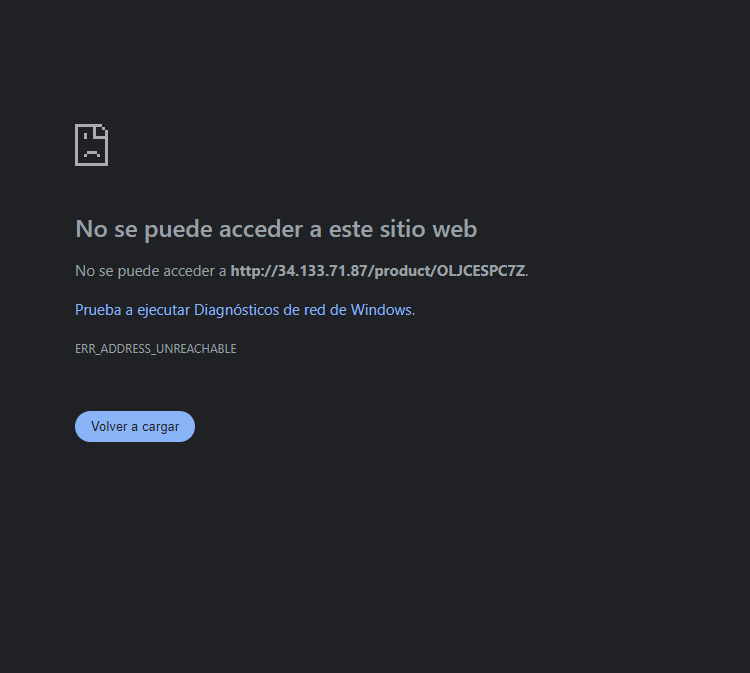 No se puede acceder a este sitio web
No se puede acceder a http://34.133.71.87/product/OLJCESPC7Z.
Prueba a ejecutar Diagnósticos de red de Windows.
ERR_ADDRESS_UNREACHABLE
Volver a cargar